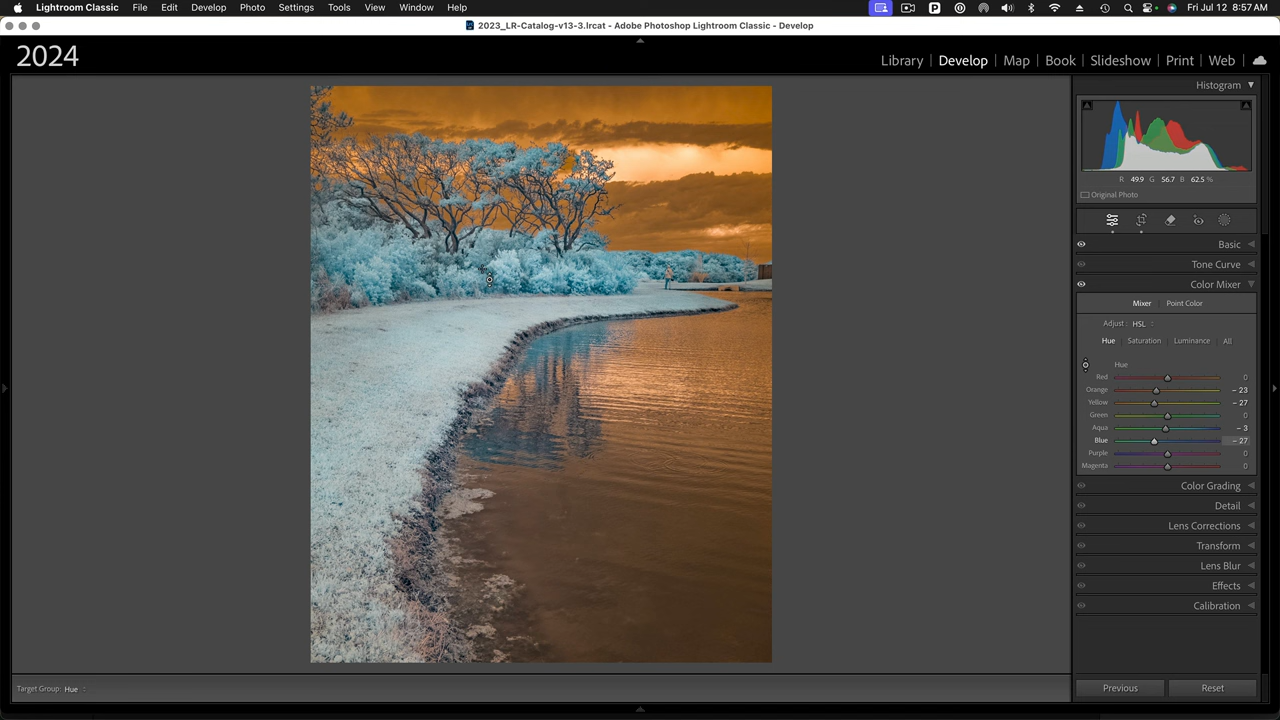 Lightroom Classic File Edit Develop Photo Settings Tools View Window Help Fri Jul 12 8:57 AM
2023_LR-Catalog-v13-3.lrcat - Adobe Photoshop Lightroom Classic - Develop
2024
Library | Develop | Map | Book | Slideshow | Print | Web
Histogram
R 49.9 G 56.7 B 62.5 %
Original Photo
Basic
Tone Curve
Color Mixer
Mixer Point Color
Adjust : HSL
Hue Saturation Luminance All
Hue
Red 0
Orange - 23
Yellow - 27
Green 0
Aqua - 3
Blue - 27
Purple 0
Magenta 0
Color Grading
Detail
Lens Corrections
Transform
Lens Blur
Effects
Calibration
Target Group: Hue
Previous Reset